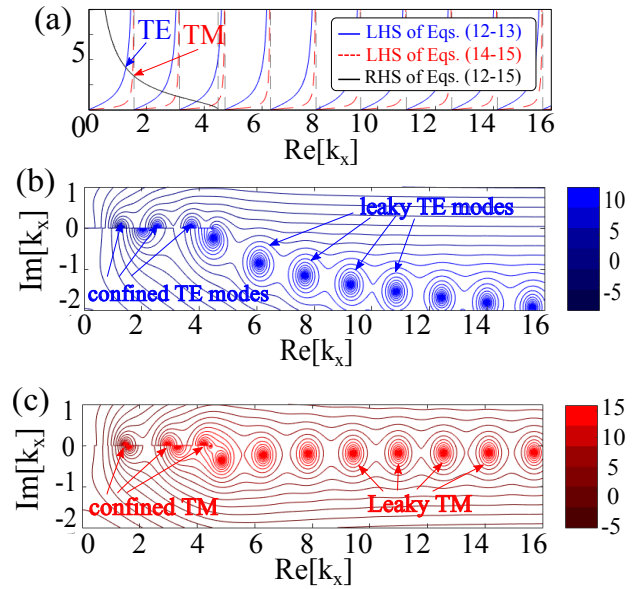 (a)
5
0
TE
TM
LHS of Eqs. (12-13)
LHS of Eqs. (14-15)
RHS of Eqs. (12-15)
0 2 4 6 8 10 12 14 16
Re[kₓ]
(b)
Im[kₓ]
1
0
-1
-2
leaky TE modes
confined TE modes
0 2 4 6 8 10 12 14 16
Re[kₓ]
10
5
0
-5
(c)
Im[kₓ]
1
0
-1
-2
confined TM
Leaky TM
0 2 4 6 8 10 12 14 16
Re[kₓ]
15
10
5
0
-5